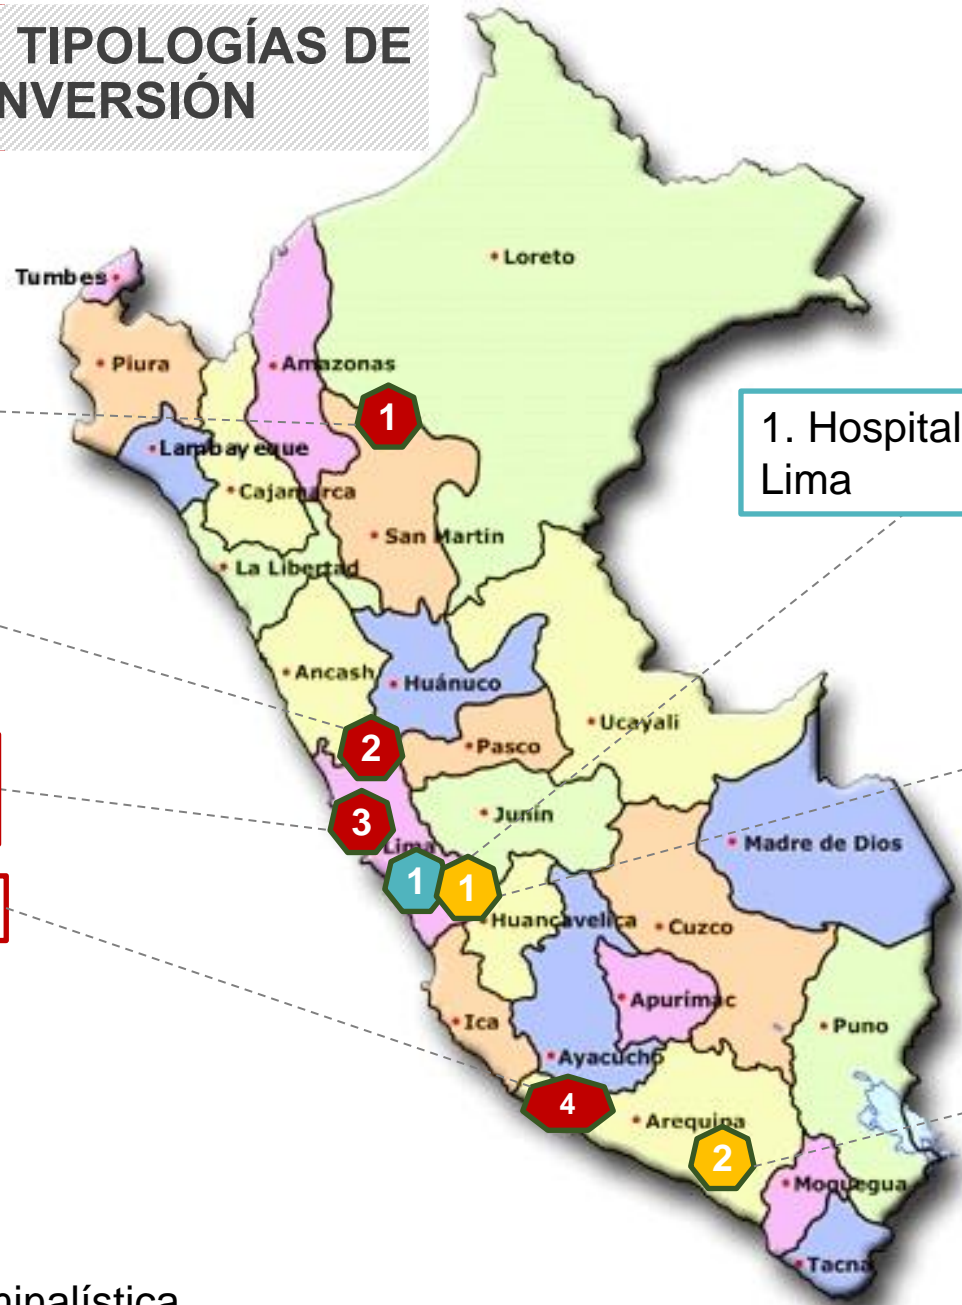 TIPOLOGÍAS DE
NVERSIÓN
Loreto
Tumbes
Piura
Amazonas
1
1. Hospital
Lima
Lambayeque
Cajamarca
San Martín
La Libertad
Ancash
Huánuco
Ucayali
2
Pasco
3
Junín
Lima
Madre de Dios
1
1
Huancavelica
Cuzco
Apurímac
Ica
Puno
Ayacucho
4
Arequipa
2
Moquegua
Tacna
ninalística